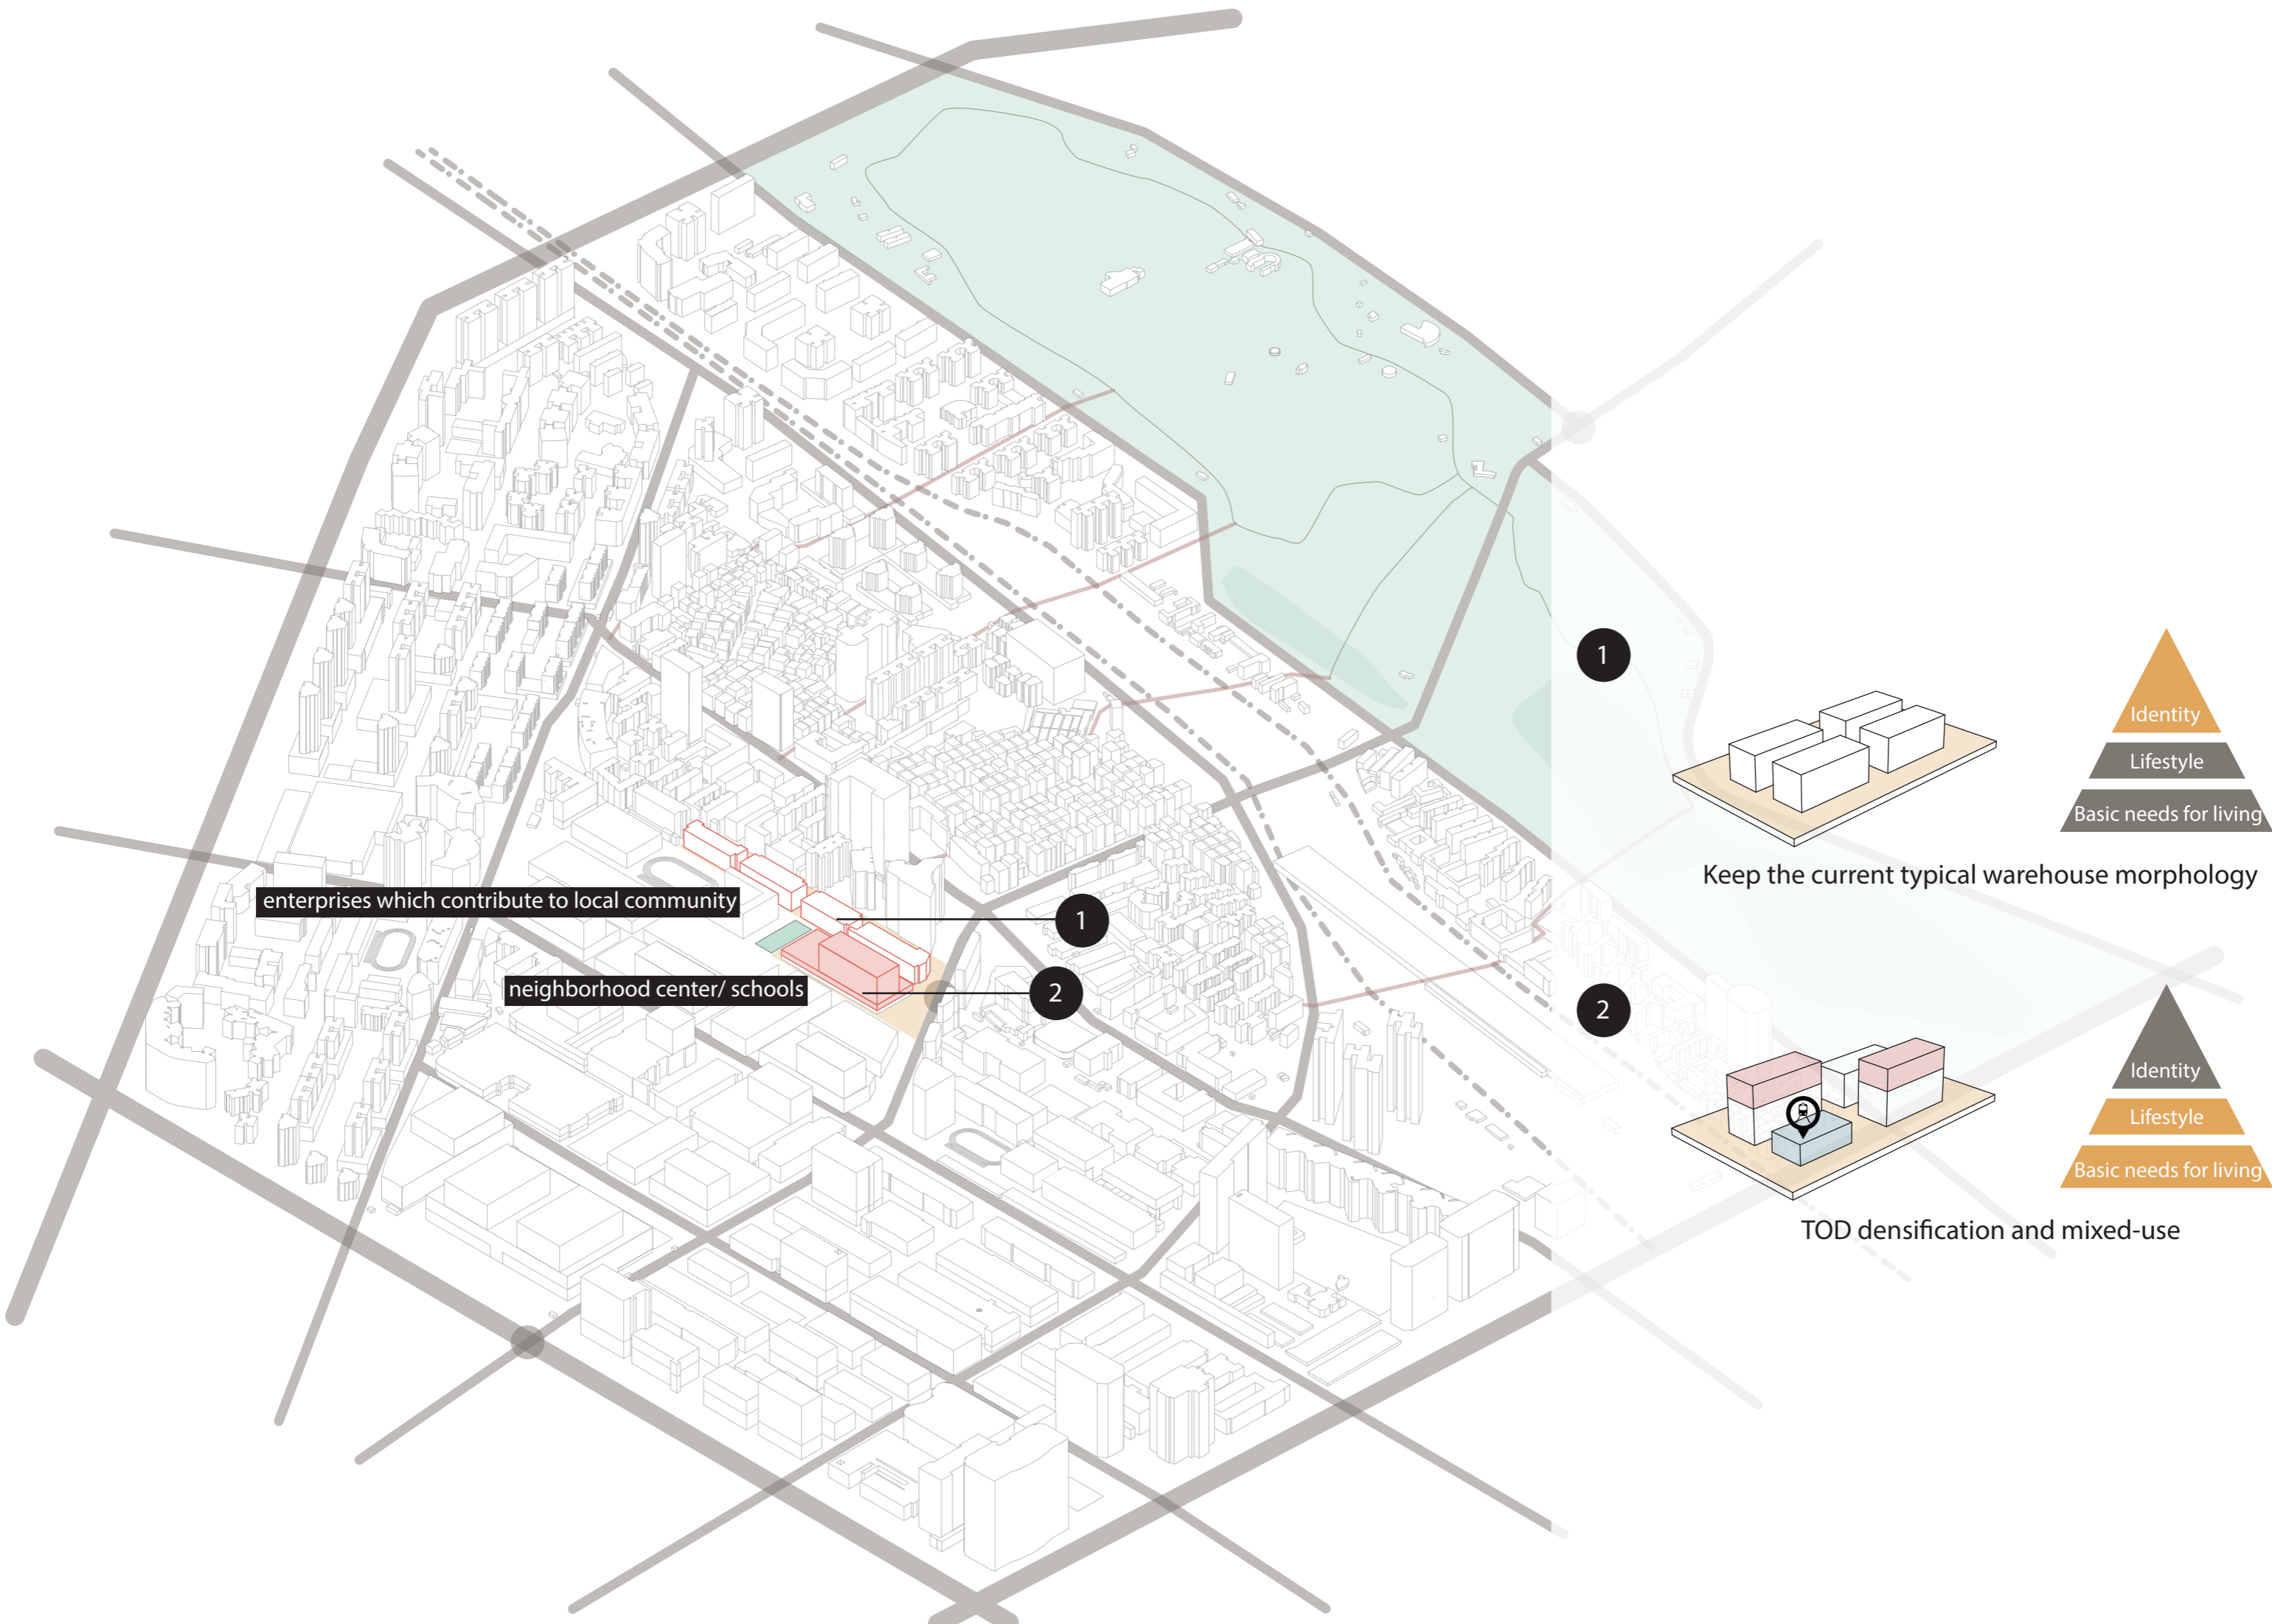 enterprises which contribute to local community
1
neighborhood center/ schools
2
1
Identity
Lifestyle
Basic needs for living
Keep the current typical warehouse morphology
2
Identity
Lifestyle
Basic needs for living
TOD densification and mixed-use